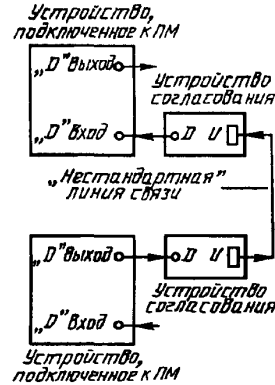 Устройство,
подключенное к ПМ
„D" выход
Устройство
согласования
„D" вход
D U
„Нестандартная"
линия связи
„D" выход
D U
„D" вход
Устройство
согласования
Устройство,
подключенное к ПМ